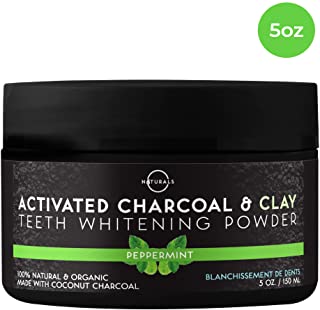 5oz
NATURALS
ACTIVATED CHARCOAL & CLAY
TEETH WHITENING POWDER
PEPPERMINT
100% NATURAL & ORGANIC
MADE WITH COCONUT CHARCOAL
BLANCHISSEMENT DE DENTS
5 OZ. / 150 ML